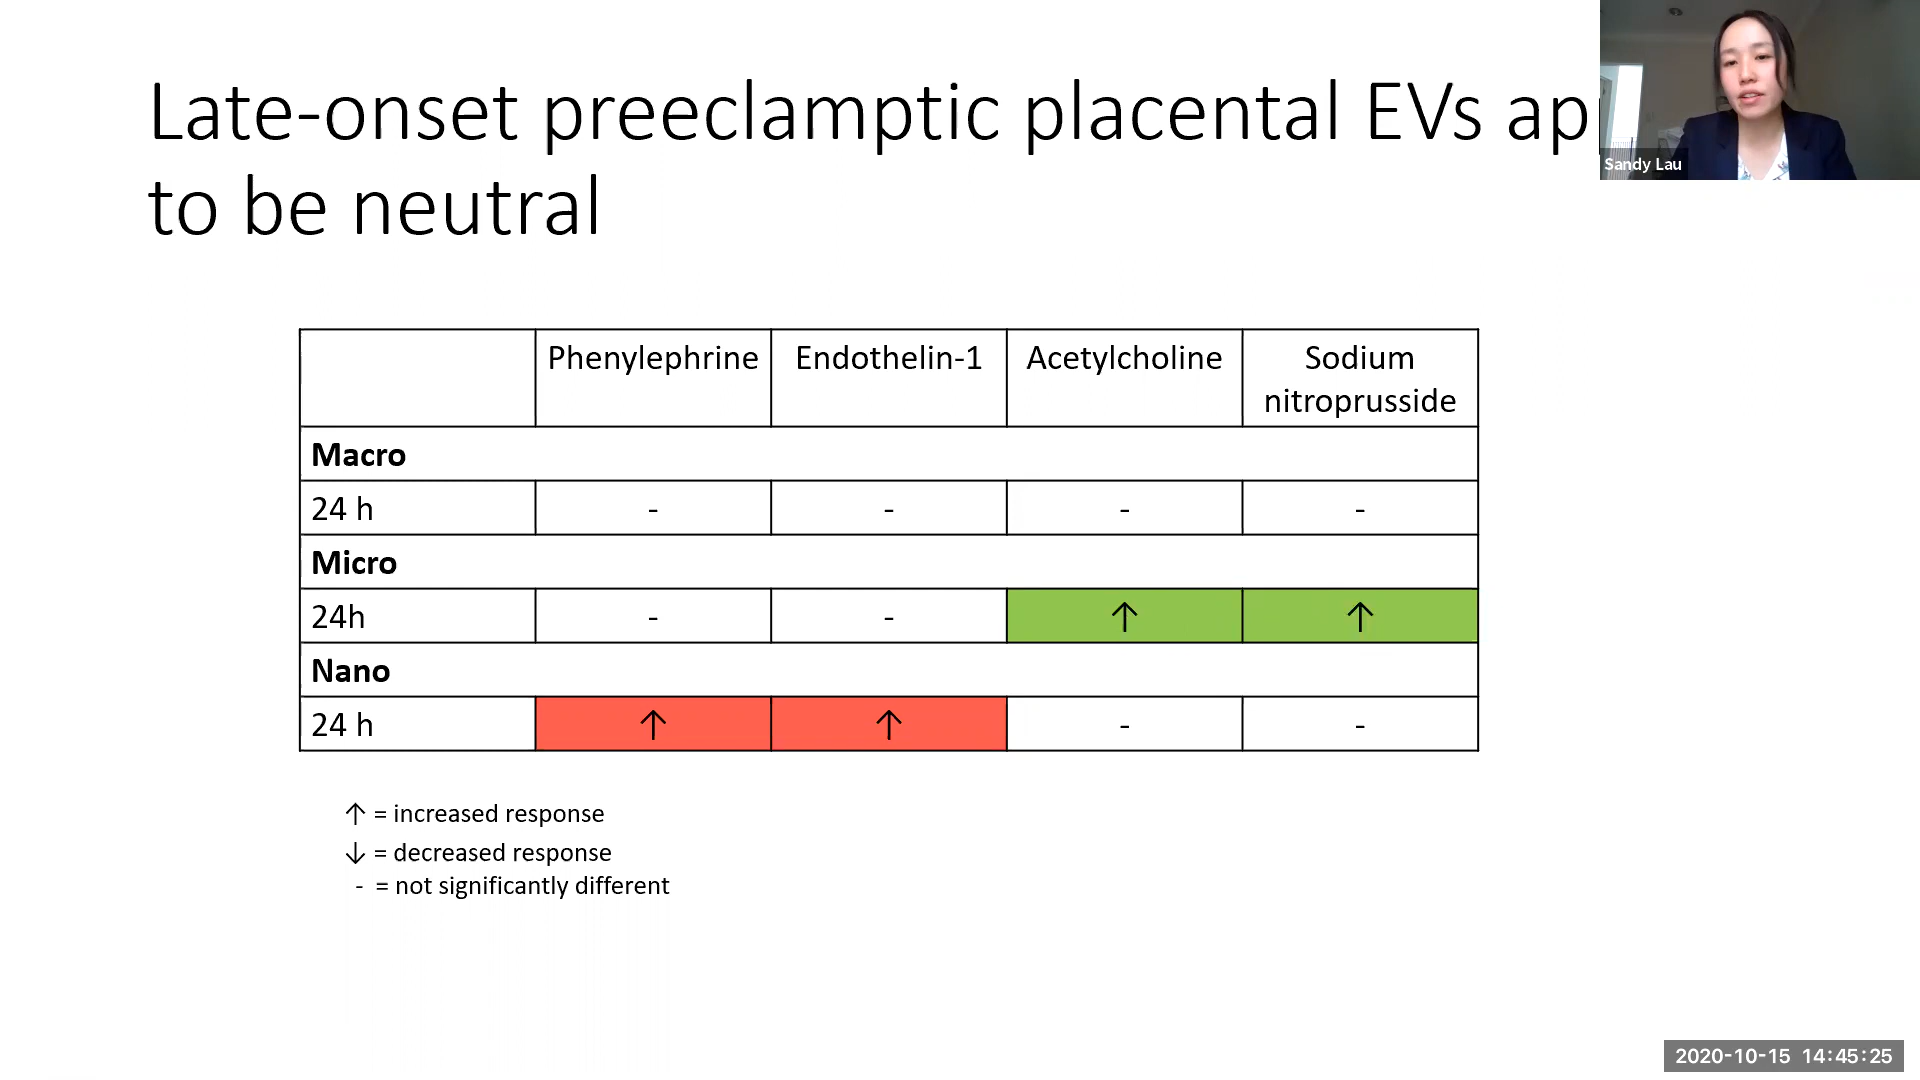 Late-onset preeclamptic placental EVs
to be neutral
Sandy Lau
Phenylephrine Endothelin-1 Acetylcholine Sodium
nitroprusside
Macro
24 h - - - -
Micro
24h - - ↑ ↑
Nano
24 h ↑ ↑ - -
↑ = increased response
↓ = decreased response
- = not significantly different
2020-10-15 14:45:25